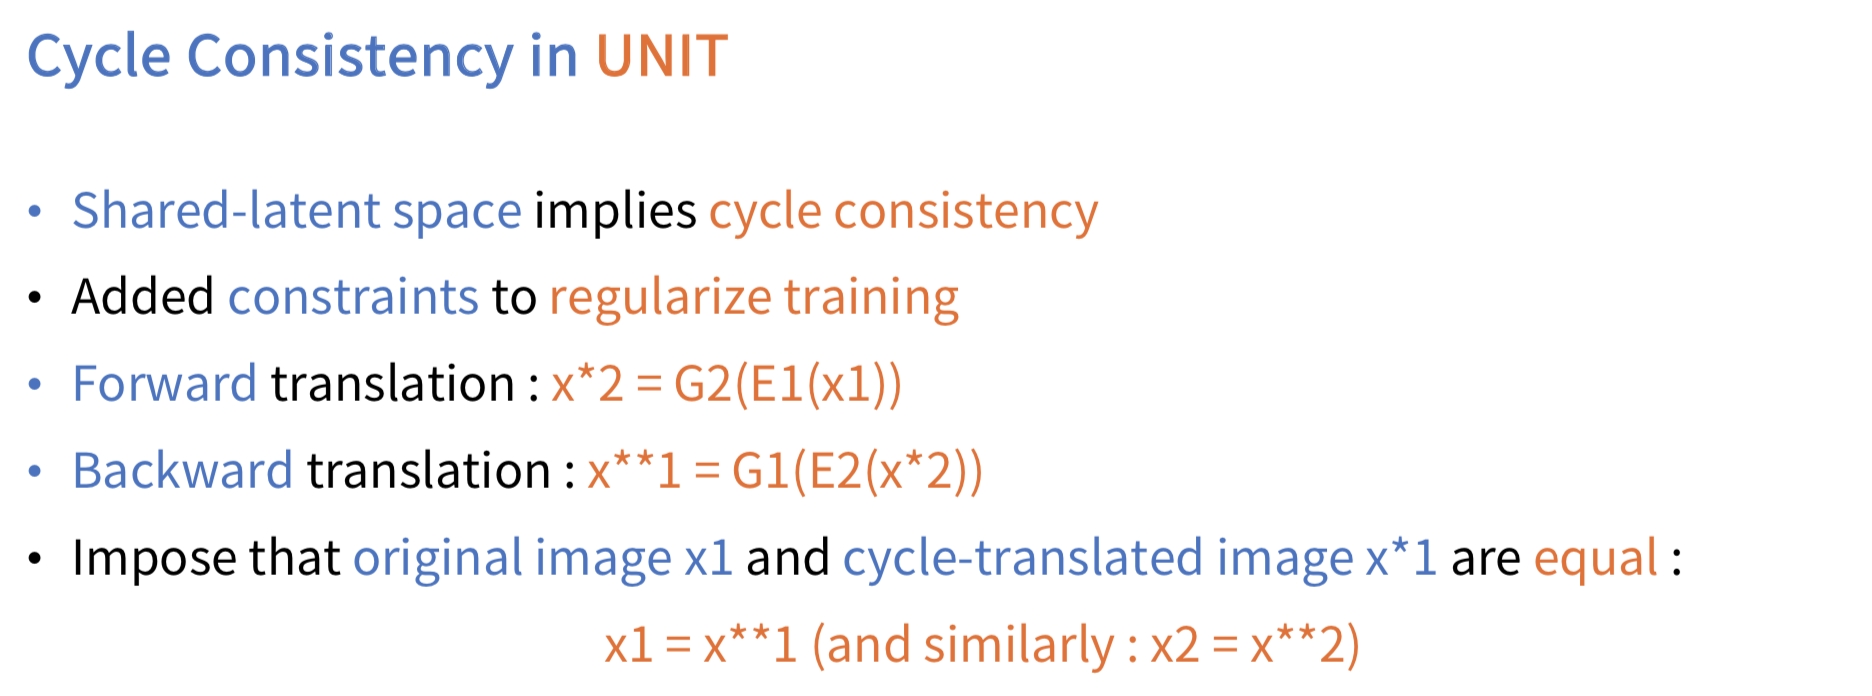 Cycle Consistency in UNIT
• Shared-latent space implies cycle consistency
• Added constraints to regularize training
• Forward translation : x*2 = G2(E1(x1))
• Backward translation : x**1 = G1(E2(x*2))
• Impose that original image x1 and cycle-translated image x*1 are equal :
x1 = x**1 (and similarly : x2 = x**2)